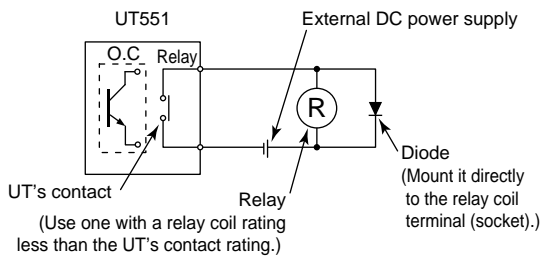 UT551
External DC power supply
O.C
Relay
R
Diode
(Mount it directly
to the relay coil
terminal (socket).)
UT's contact
Relay
(Use one with a relay coil rating
less than the UT's contact rating.)